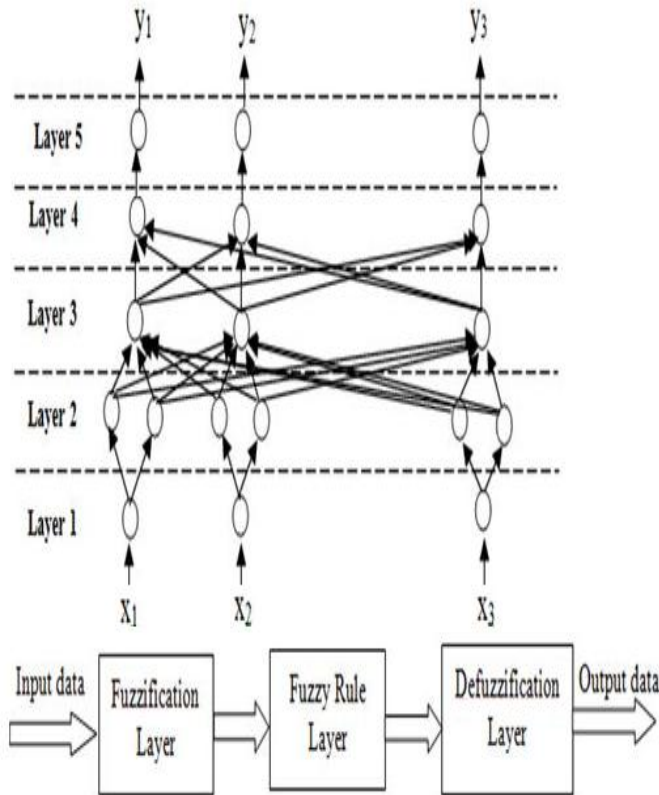 y₁ y₂ y₃
Layer 5
Layer 4
Layer 3
Layer 2
Layer 1
x₁ x₂ x₃
Input data
Fuzzification
Layer
Fuzzy Rule
Layer
Defuzzification
Layer
Output data